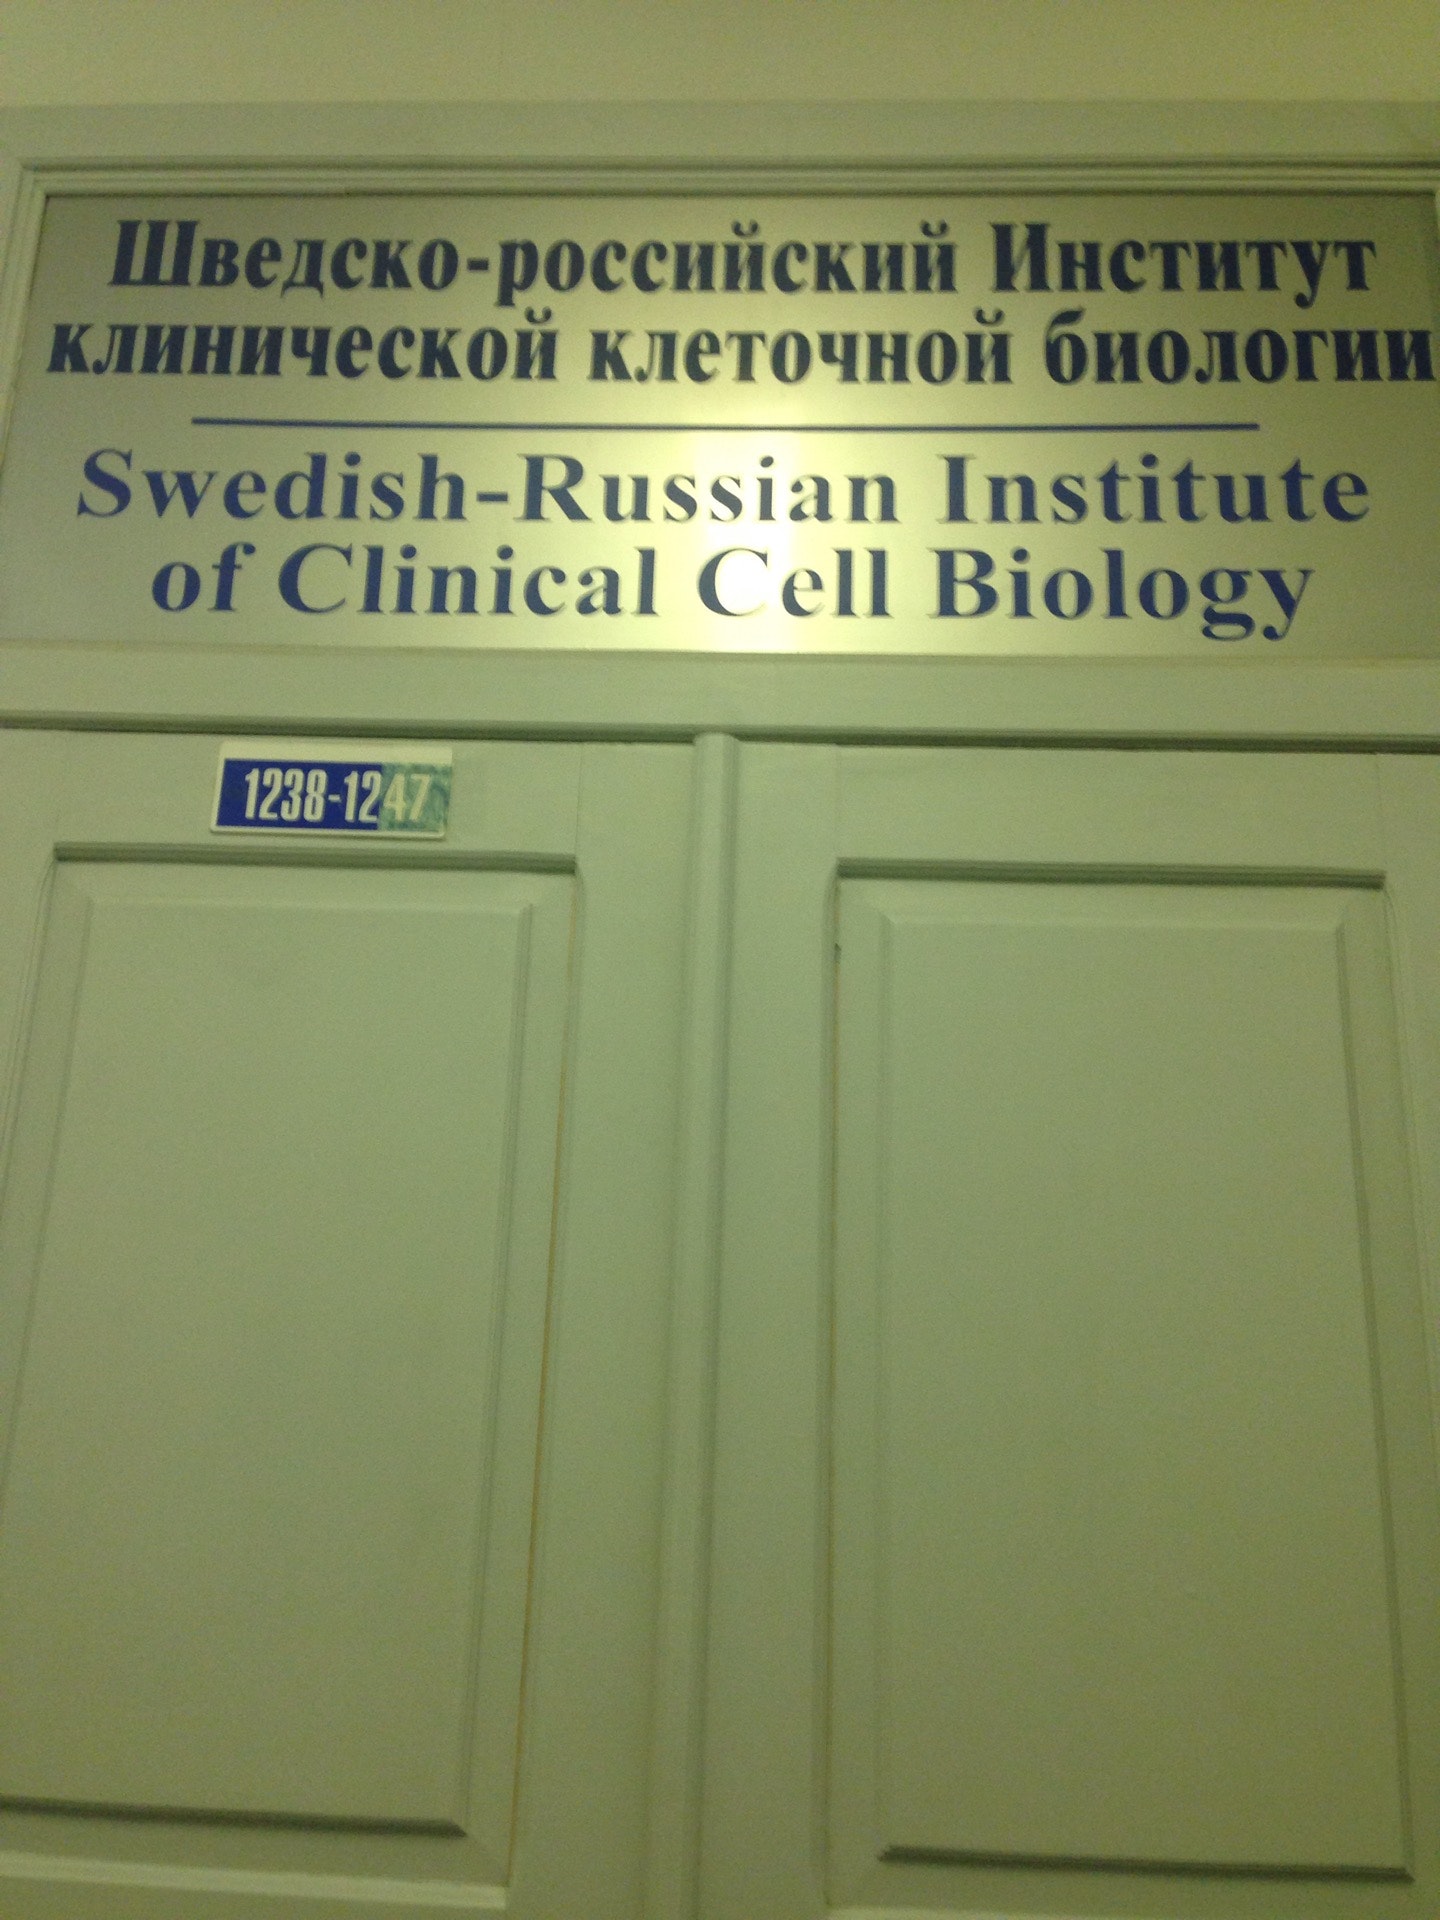 Шведско-российский Институт
клинической клеточной биологии
Swedish-Russian Institute
of Clinical Cell Biology
1238-1247